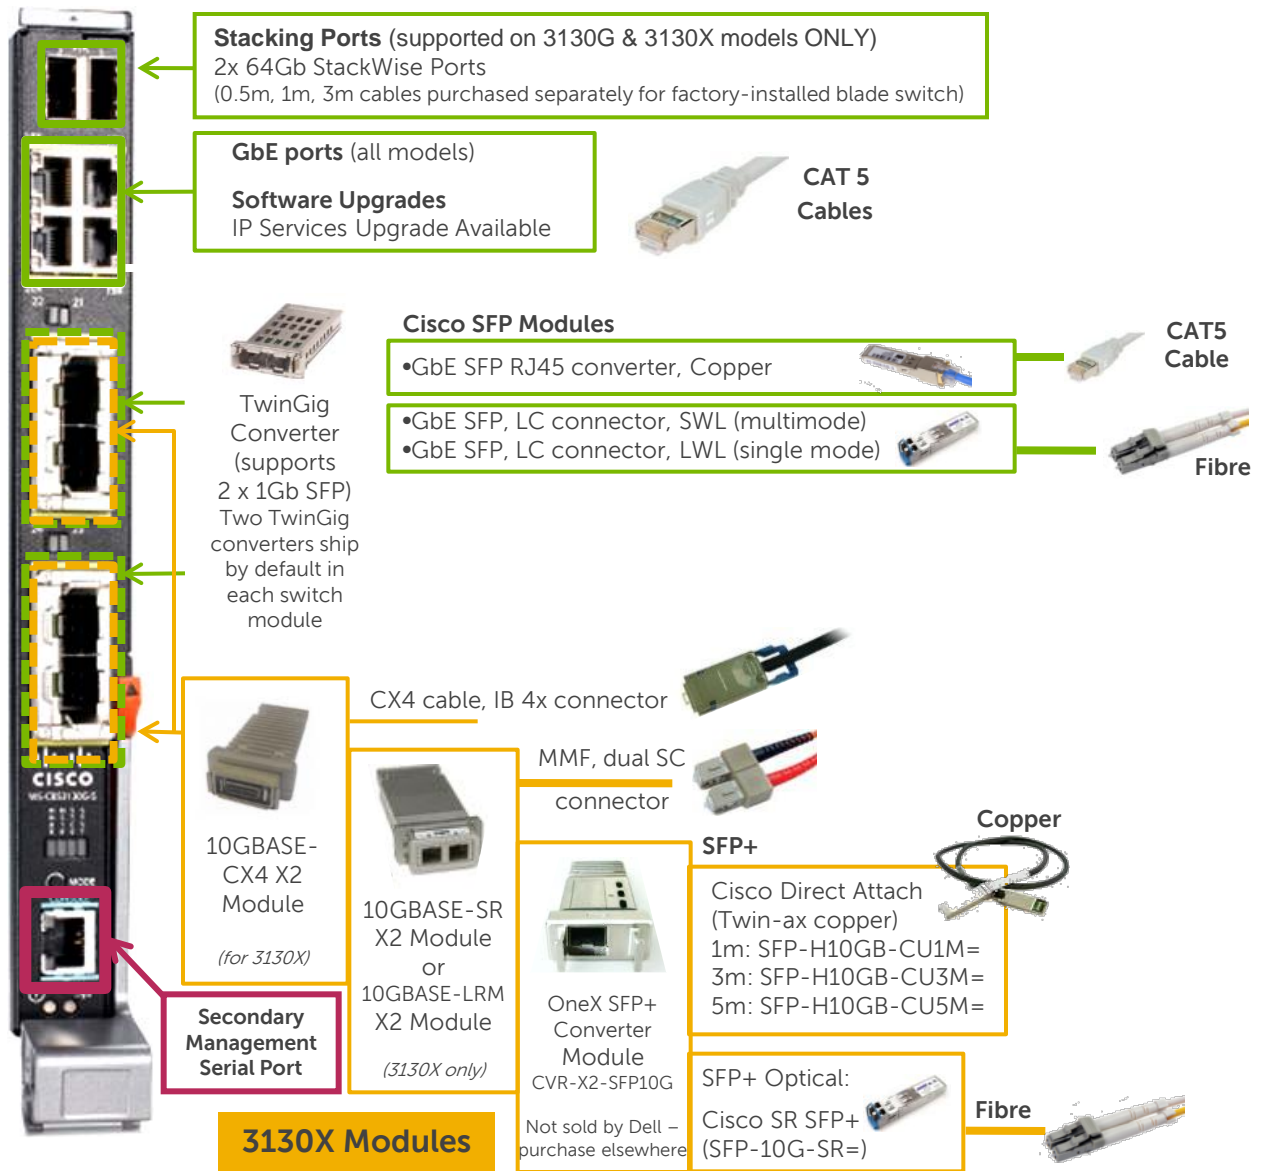 Stacking Ports (supported on 3130G & 3130X models ONLY)
2x 64Gb StackWise Ports
(0.5m, 1m, 3m cables purchased separately for factory-installed blade switch)
GbE ports (all models)
Software Upgrades
IP Services Upgrade Available
CAT 5
Cables
22 21
Cisco SFP Modules
•GbE SFP RJ45 converter, Copper
CAT5
Cable
•GbE SFP, LC connector, SWL (multimode)
•GbE SFP, LC connector, LWL (single mode)
Fibre
TwinGig
Converter
(supports
2 x 1Gb SFP)
Two TwinGig
converters ship
by default in
each switch
module
CX4 cable, IB 4x connector
MMF, dual SC
connector
CISCO
WS-CBS3130G-S
MODE
10GBASE-
CX4 X2
Module
(for 3130X)
10GBASE-SR
X2 Module
or
10GBASE-LRM
X2 Module
(3130X only)
OneX SFP+
Converter
Module
CVR-X2-SFP10G
Not sold by Dell –
purchase elsewhere
SFP+
Copper
Cisco Direct Attach
(Twin-ax copper)
1m: SFP-H10GB-CU1M=
3m: SFP-H10GB-CU3M=
5m: SFP-H10GB-CU5M=
SFP+ Optical:
Cisco SR SFP+
(SFP-10G-SR=)
Fibre
Secondary
Management
Serial Port
3130X Modules